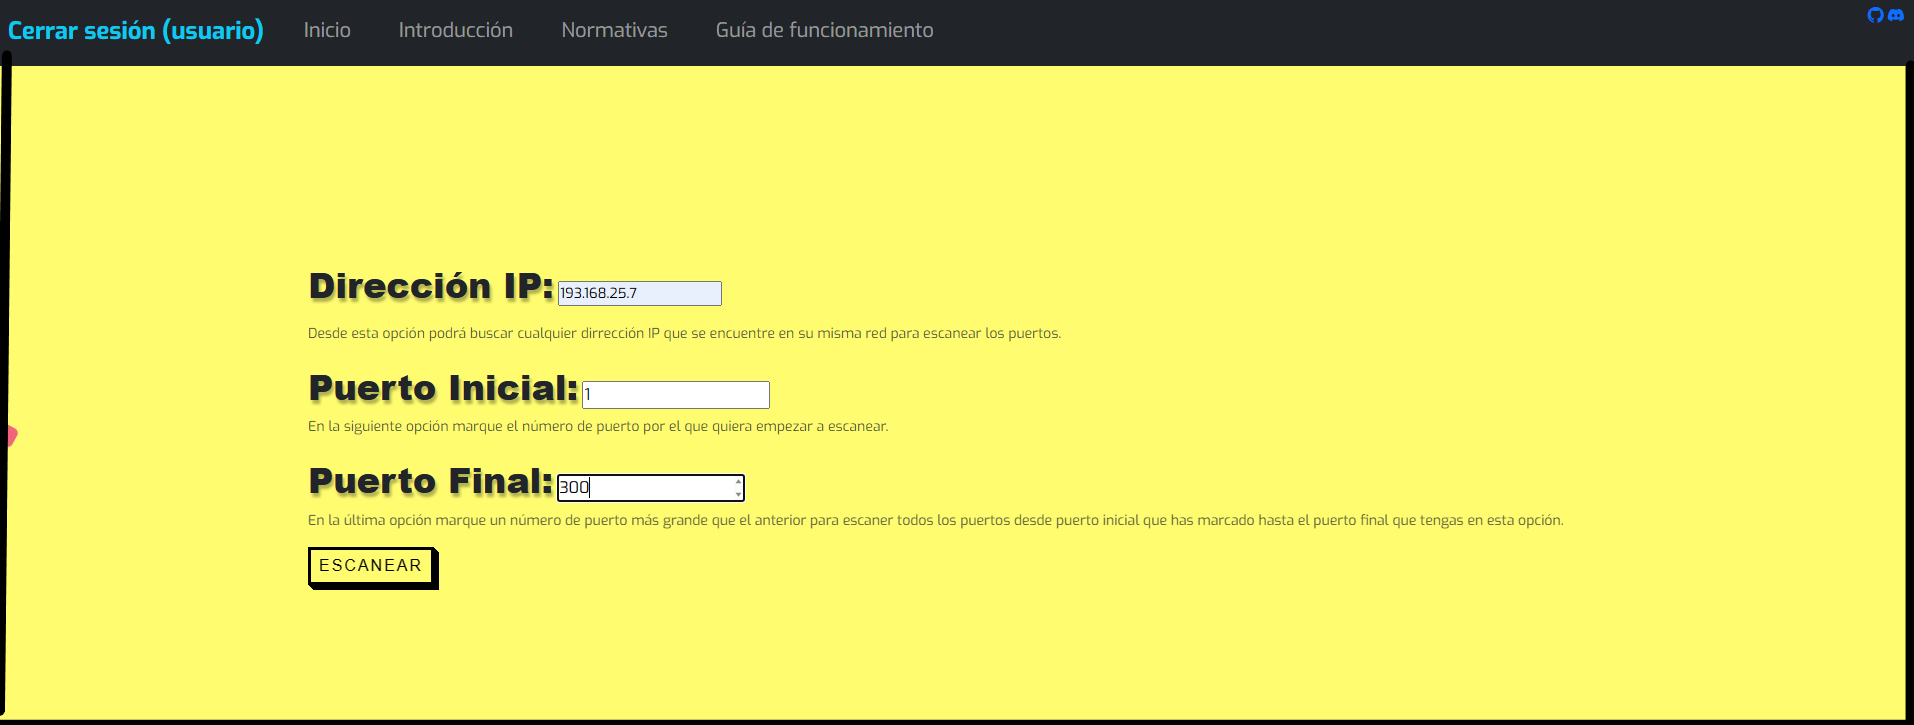 Cerrar sesión (usuario) Inicio Introducción Normativas Guía de funcionamiento
Dirección IP: 193.168.25.7
Desde esta opción podrá buscar cualquier dirrección IP que se encuentre en su misma red para escanear los puertos.
Puerto Inicial: 1
En la siguiente opción marque el número de puerto por el que quiera empezar a escanear.
Puerto Final: 300
En la última opción marque un número de puerto más grande que el anterior para escaner todos los puertos desde puerto inicial que has marcado hasta el puerto final que tengas en esta opción.
ESCANEAR